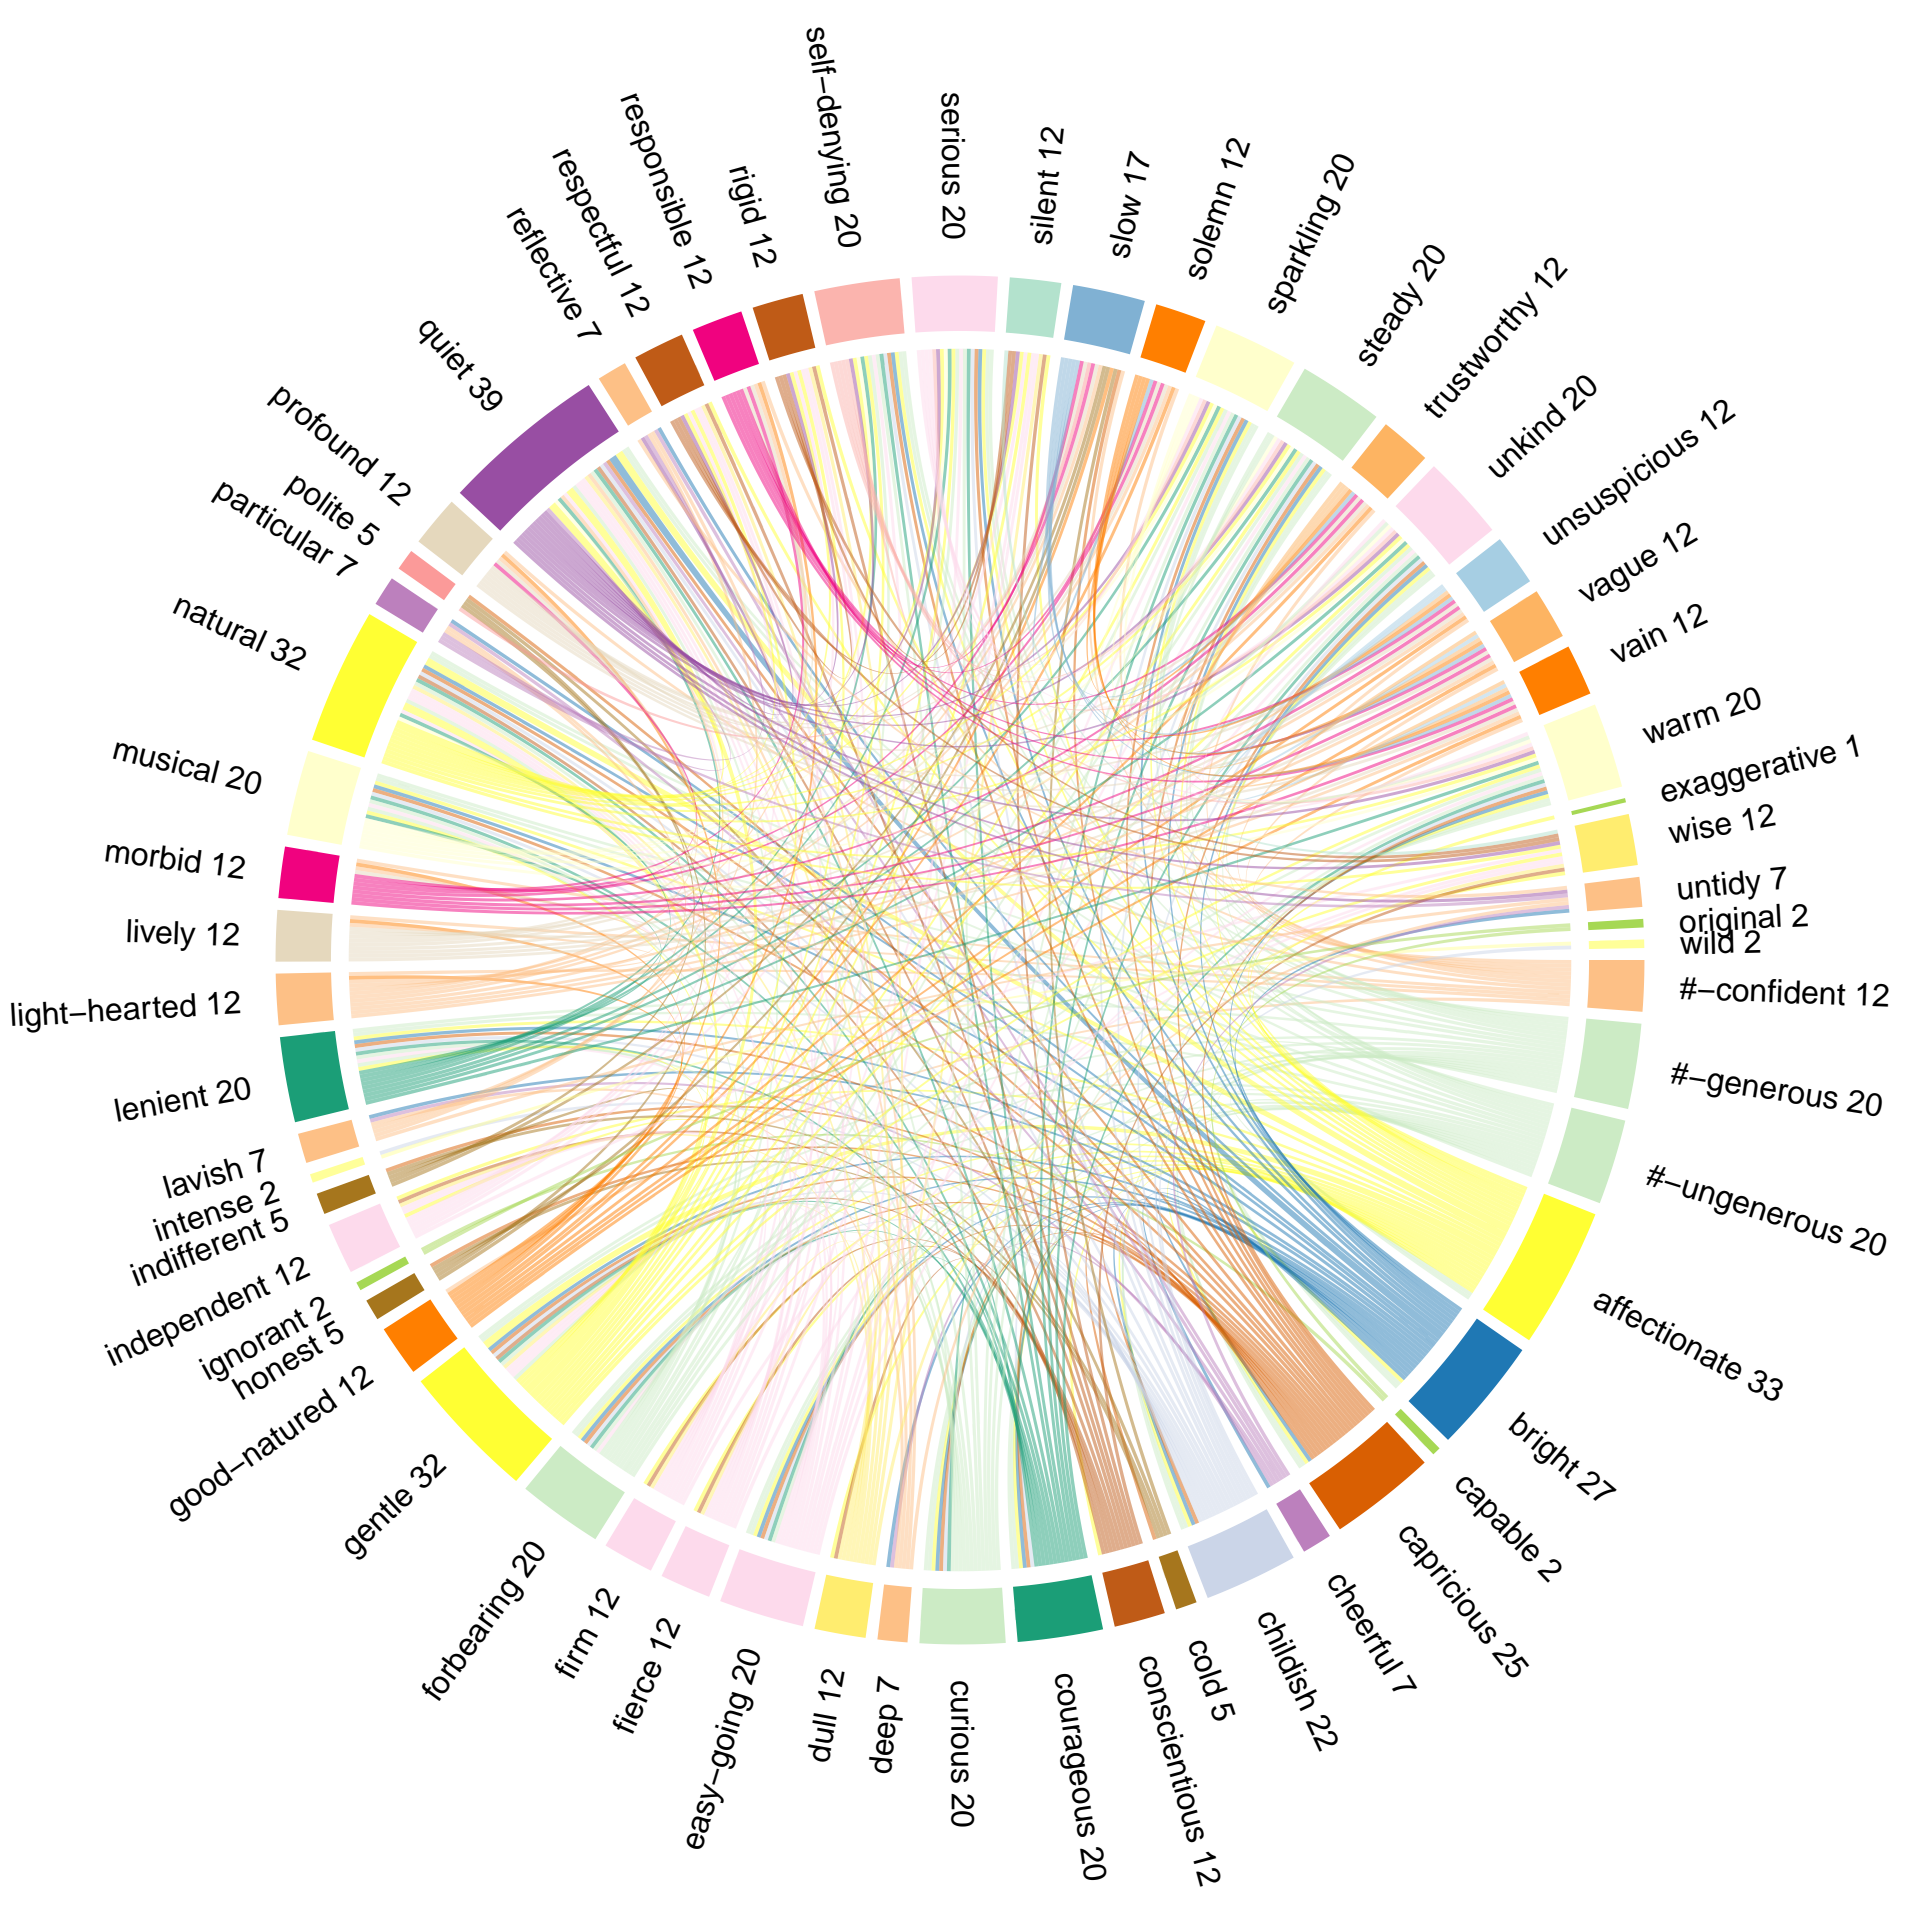 self−denying 20
serious 20
silent 12
slow 17
solemn 12
sparkling 20
steady 20
trustworthy 12
unkind 20
unsuspicious 12
vague 12
vain 12
warm 20
exaggerative 1
wise 12
untidy 7
original 2
wild 2
#−confident 12
#−generous 20
#−ungenerous 20
affectionate 33
bright 27
capable 2
capricious 25
cheerful 7
childish 22
cold 5
conscientious 12
courageous 20
curious 20
deep 7
dull 12
easy−going 20
fierce 12
firm 12
forbearing 20
gentle 32
good−natured 12
honest 5
ignorant 2
independent 12
indifferent 5
intense 2
lavish 7
lenient 20
light−hearted 12
lively 12
morbid 12
musical 20
natural 32
particular 7
polite 5
profound 12
quiet 39
reflective 7
respectful 12
responsible 12
rigid 12